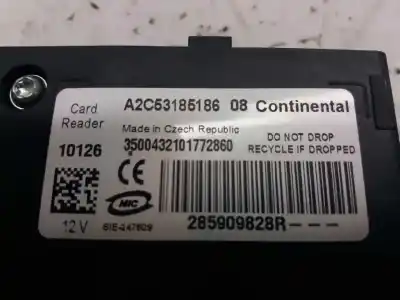 Card Reader
A2C53185186 08 Continental
Made in Czech Republic
DO NOT DROP
RECYCLE IF DROPPED
10126
3500432101772860
CE
NIC
12 V
285909828R---